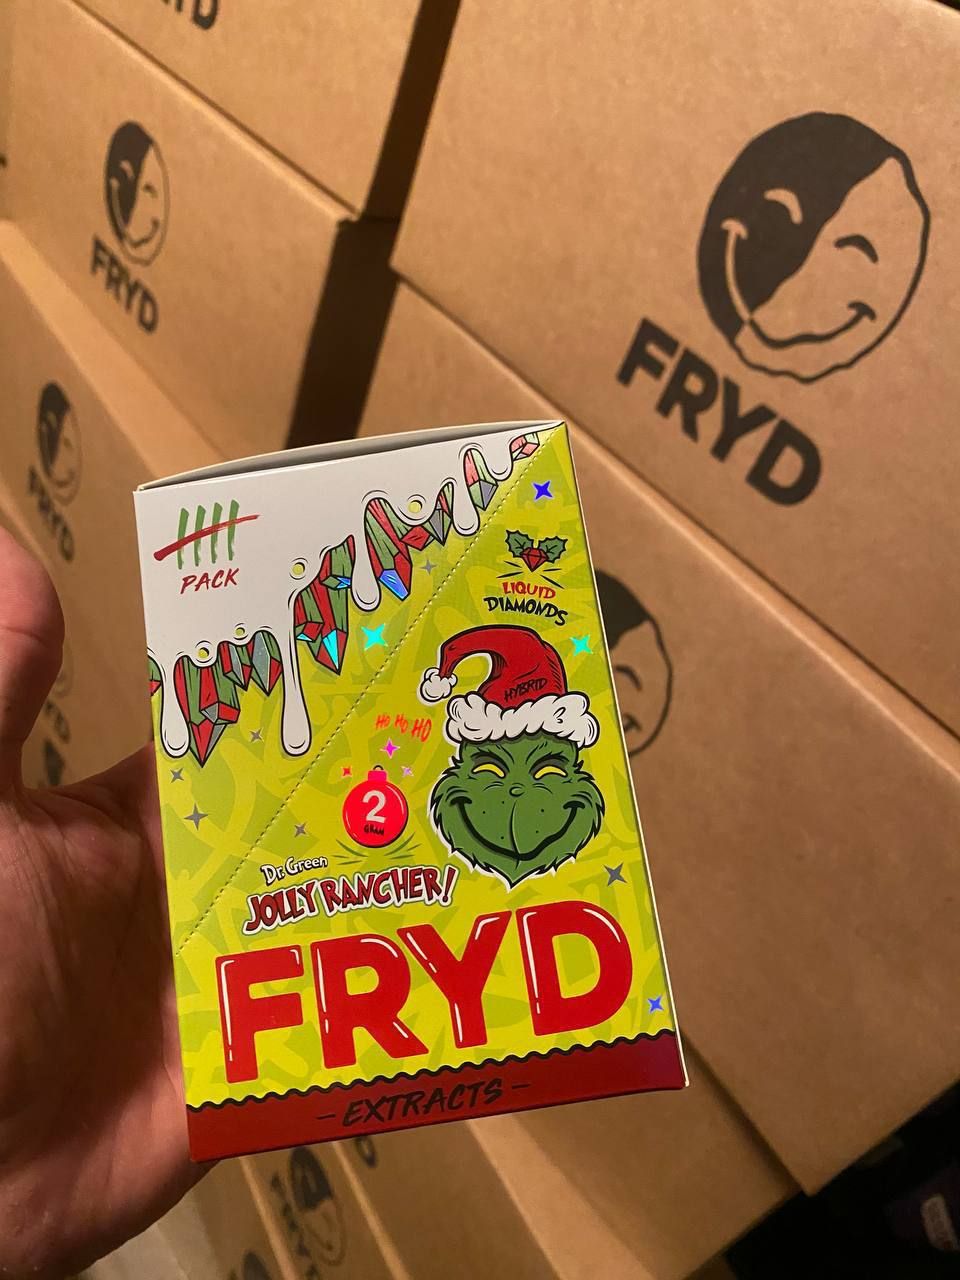 FRYD
FRYD
FRYD
PACK
LIQUID
DIAMONDS
HYBRID
HO HO HO
2
GRAM
Dr. Green
JOLLY RANCHER!
FRYD
- EXTRACTS -